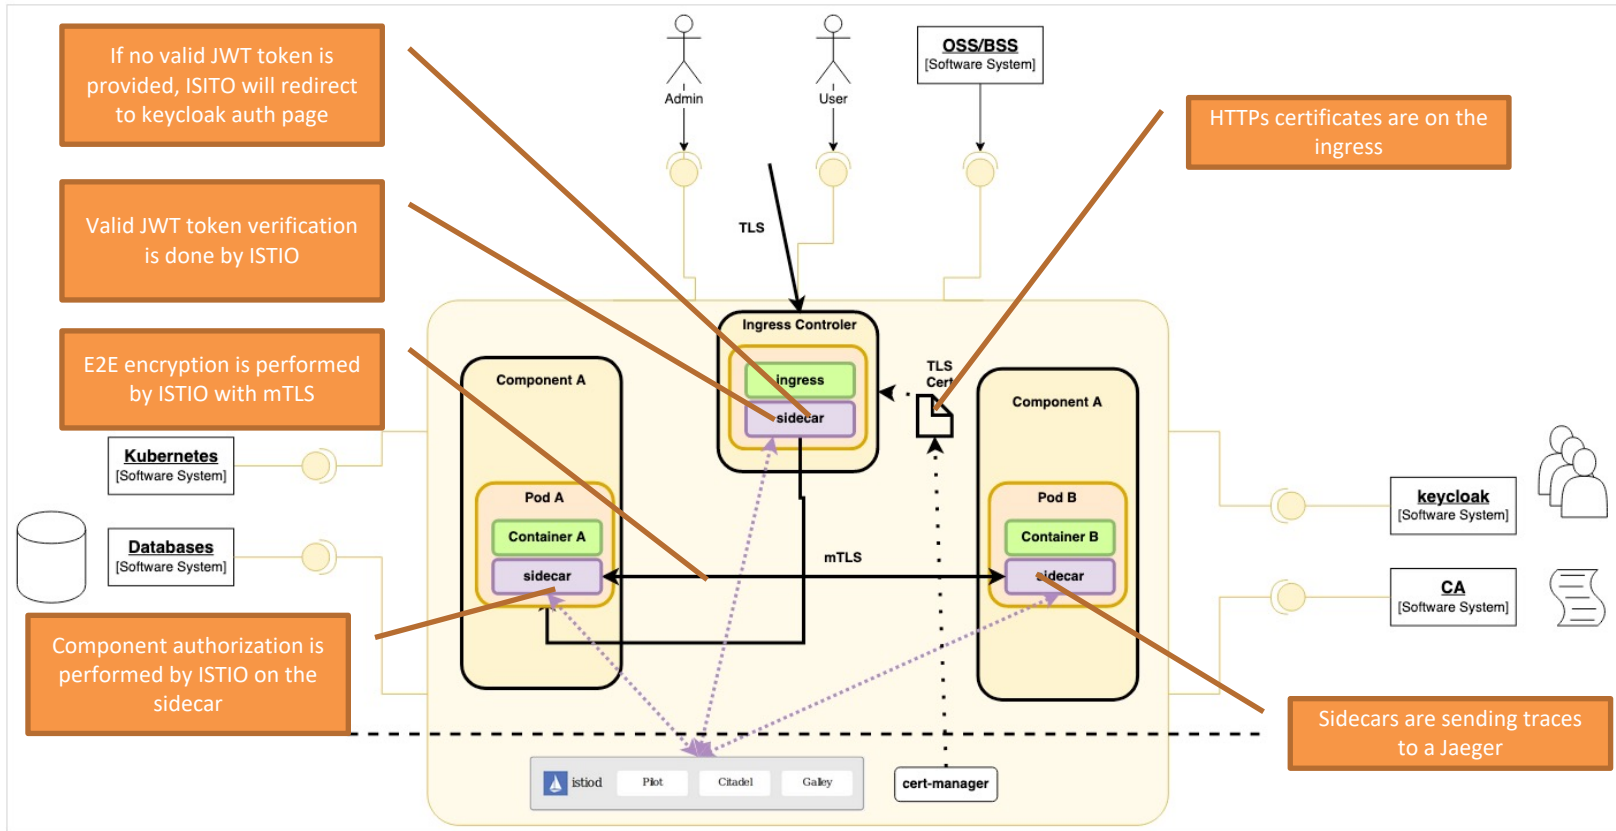 If no valid JWT token is
provided, ISITO will redirect
to keycloak auth page
Admin
User
OSS/BSS
[Software System]
HTTPs certificates are on the
ingress
Valid JWT token verification
is done by ISTIO
TLS
Ingress Controler
ingress
sidecar
TLS
Cert
E2E encryption is performed
by ISTIO with mTLS
Component A
Component A
Kubernetes
[Software System]
Databases
[Software System]
Pod A
Container A
sidecar
mTLS
Pod B
Container B
sidecar
keycloak
[Software System]
CA
[Software System]
Component authorization is
performed by ISTIO on the
sidecar
Sidecars are sending traces
to a Jaeger
istiod
Pilot
Citadel
Galley
cert-manager